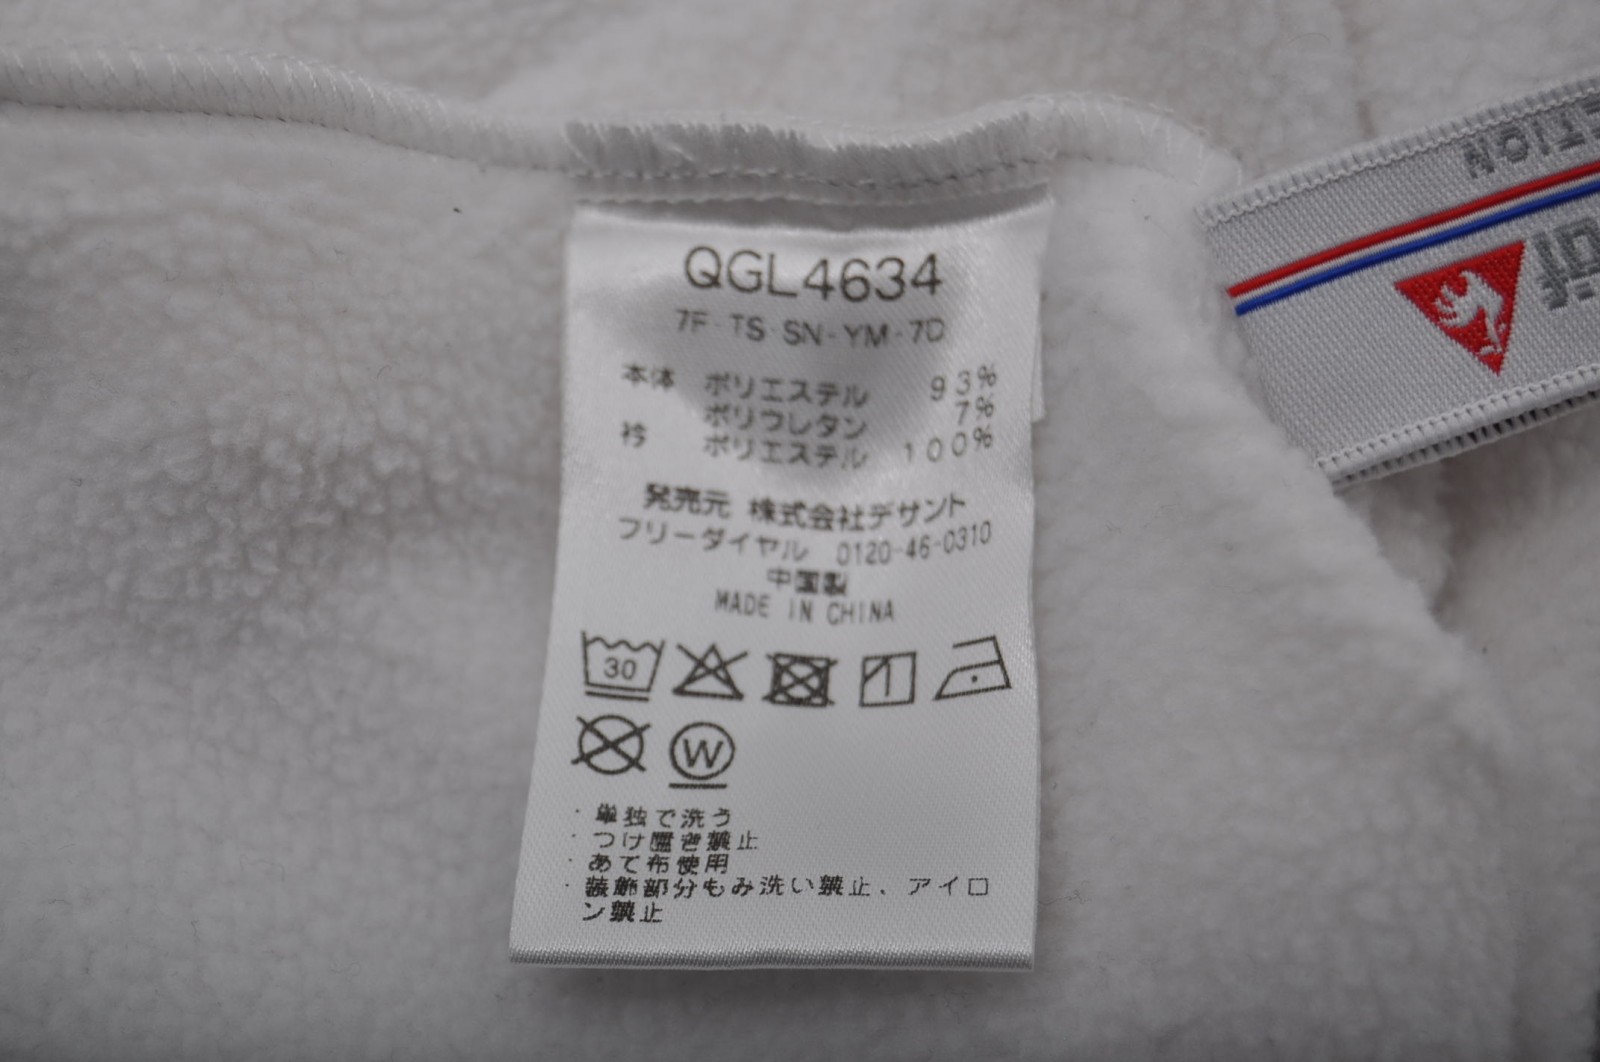 QGL4634
7F-TS-SN-YM-7D
本体 ポリエステル 93%
ポリウレタン 7%
衿 ポリエステル 100%
発売元 株式会社デサント
フリーダイヤル 0120-46-0310
中国製
MADE IN CHINA
30
W
・単独で洗う
・つけ置き禁止
・あて布使用
・装飾部分もみ洗い禁止、アイロ
ン禁止